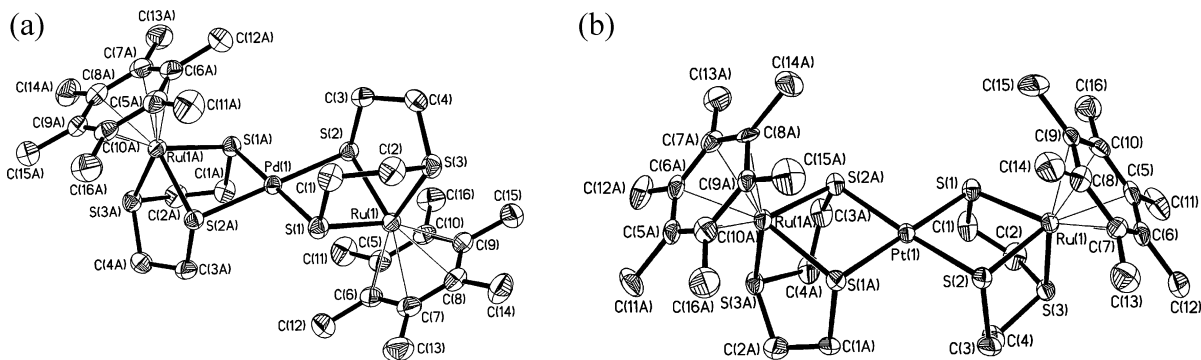 (a)
C(13A)
C(12A)
C(7A)
C(6A)
C(14A)
C(8A)
C(5A)
C(11A)
C(9A)
C(10A)
C(15A)
C(16A)
Ru(1A)
S(1A)
C(1A)
S(3A)
C(2A)
S(2A)
C(4A)
C(3A)
Pd(1)
C(3)
C(4)
S(2)
C(2)
S(3)
C(1)
S(1)
Ru(1)
C(16)
C(15)
C(10)
C(9)
C(5)
C(11)
C(6)
C(8)
C(12)
C(7)
C(14)
C(13)
(b)
C(13A)
C(14A)
C(7A)
C(8A)
C(6A)
C(15A)
C(12A)
C(9A)
S(2A)
C(5A)
C(10A)
Ru(1A)
C(3A)
C(11A)
C(16A)
S(3A)
C(4A)
S(1A)
C(2A)
C(1A)
Pt(1)
C(15)
C(16)
C(9)
C(10)
C(14)
C(8)
C(5)
S(1)
C(11)
C(1)
C(2)
Ru(1)
C(7)
C(6)
S(2)
S(3)
C(13)
C(12)
C(3)
C(4)